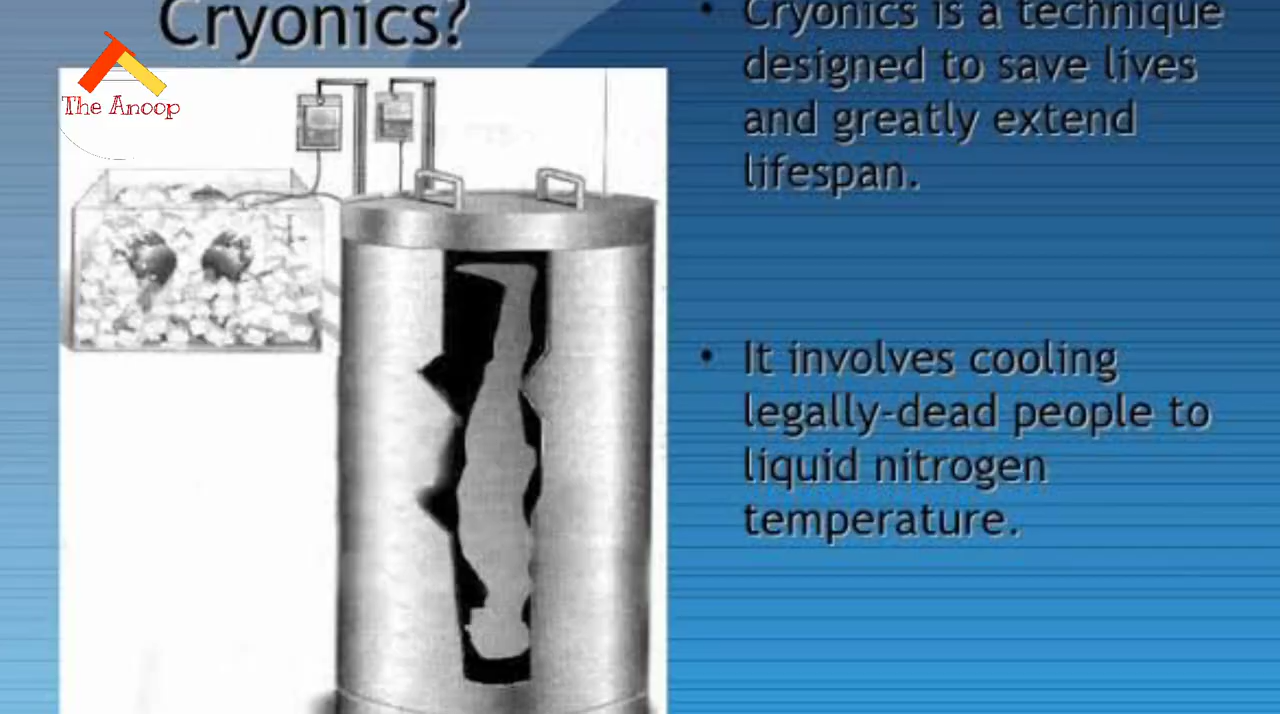 Cryonics?
The Anoop
• Cryonics is a technique
designed to save lives
and greatly extend
lifespan.
• It involves cooling
legally-dead people to
liquid nitrogen
temperature.